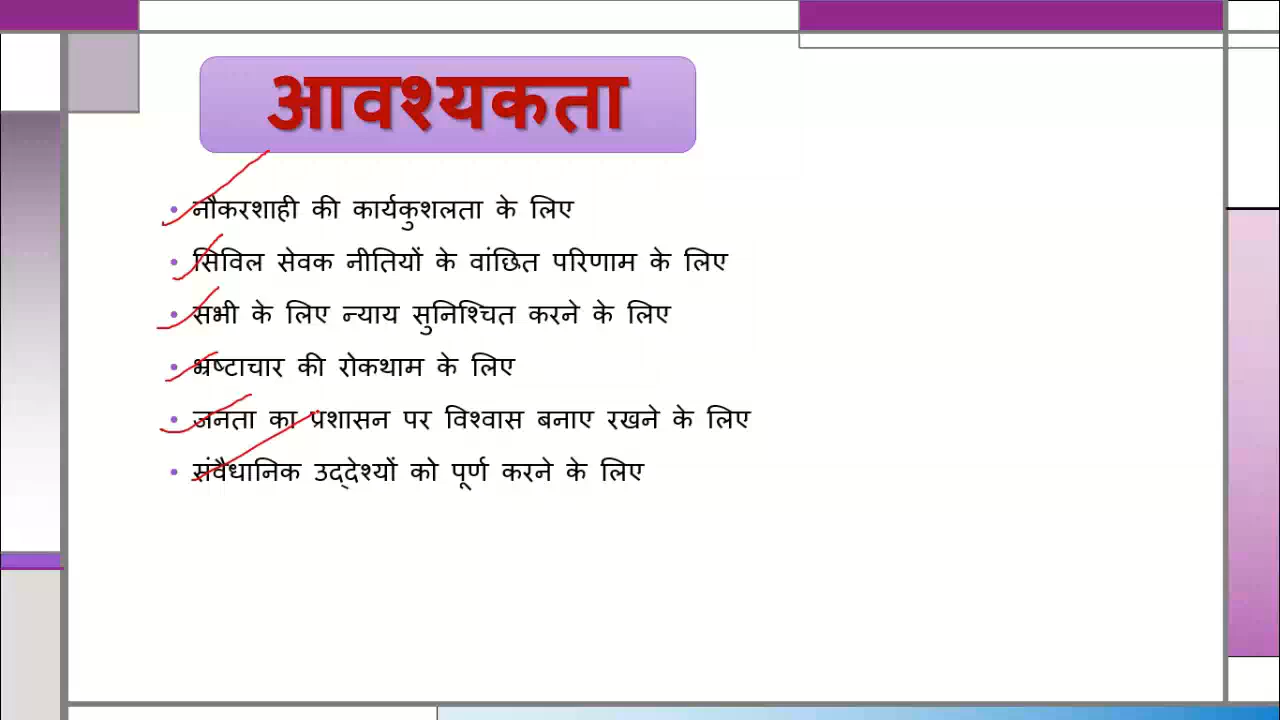 आवश्यकता
• नौकरशाही की कार्यकुशलता के लिए
• सिविल सेवक नीतियों के वांछित परिणाम के लिए
• सभी के लिए न्याय सुनिश्चित करने के लिए
• भ्रष्टाचार की रोकथाम के लिए
• जनता का प्रशासन पर विश्वास बनाए रखने के लिए
• संवैधानिक उद्देश्यों को पूर्ण करने के लिए